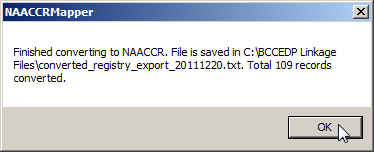 NAACCRMapper
Finished converting to NAACCR. File is saved in C:\BCCEDP Linkage
Files\converted_registry_export_20111220.txt. Total 109 records
converted.
OK